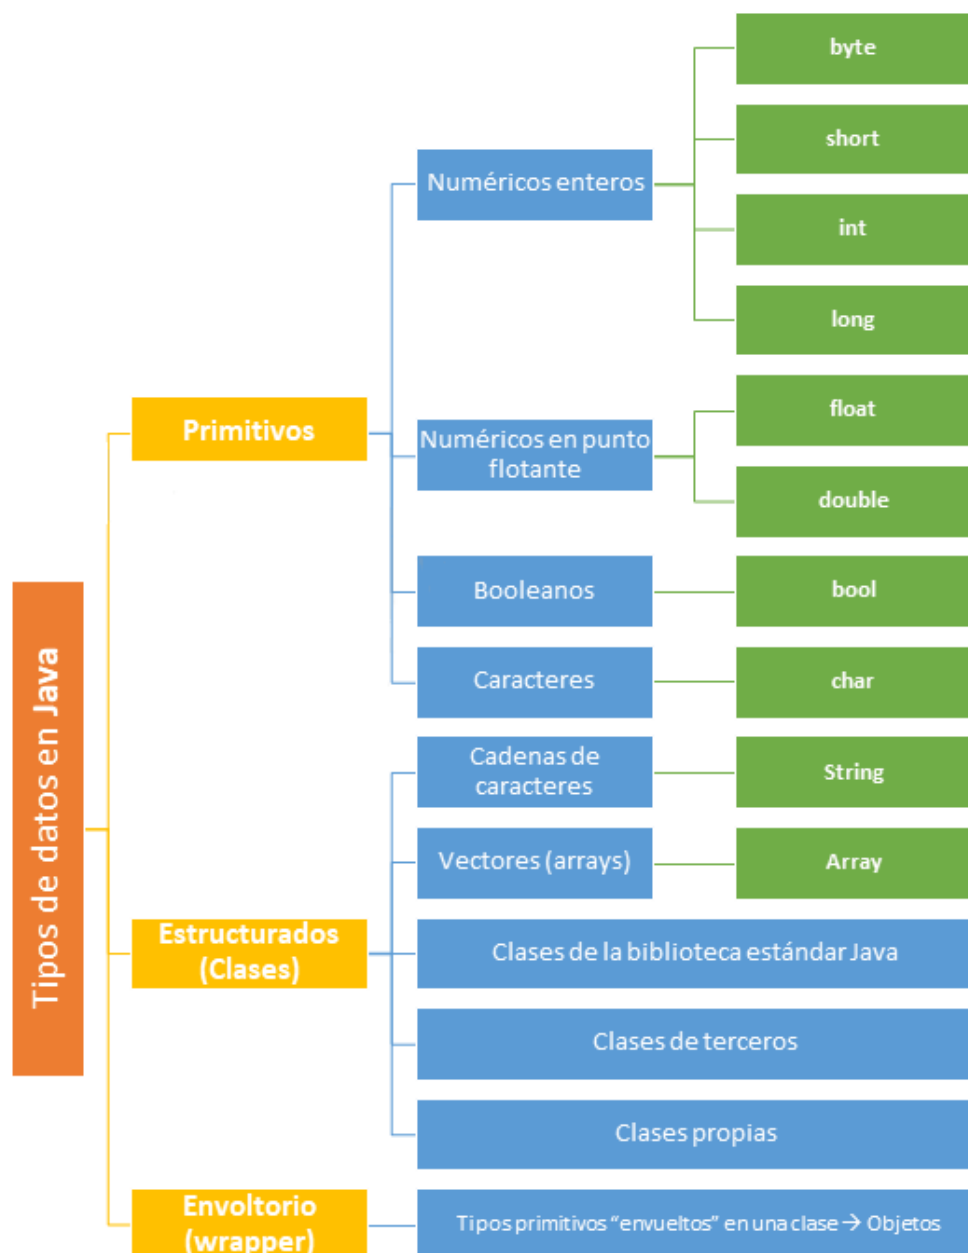 Tipos de datos en Java
Primitivos
Numéricos enteros
byte
short
int
long
Numéricos en punto
flotante
float
double
Booleanos
bool
Caracteres
char
Estructurados
(Clases)
Cadenas de
caracteres
String
Vectores (arrays)
Array
Clases de la biblioteca estándar Java
Clases de terceros
Clases propias
Envoltorio
(wrapper)
Tipos primitivos “envueltos” en una clase → Objetos